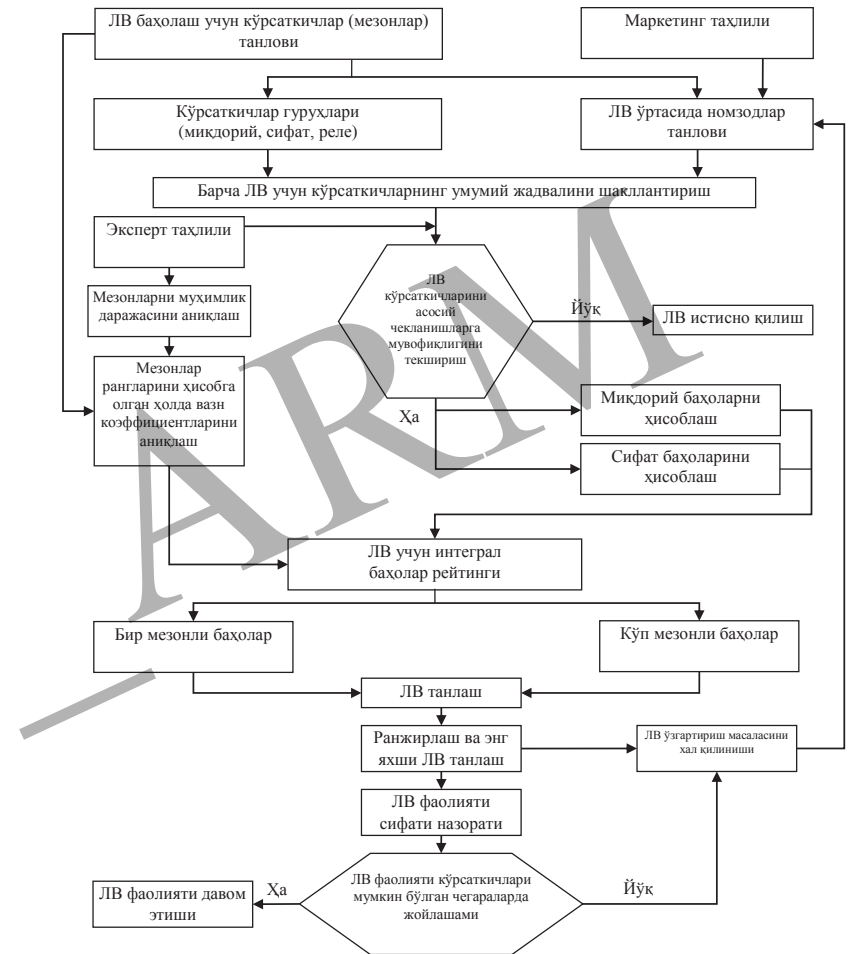 ЛВ баҳолаш учун кўрсаткичлар (мезонлар)
танлови
Маркетинг таҳлили
Кўрсаткичлар гуруҳлари
(миқдорий, сифат, реле)
ЛВ ўртасида номзодлар
танлови
Барча ЛВ учун кўрсаткичларнинг умумий жадвалини шакллантириш
Эксперт таҳлили
ЛВ
кўрсаткичларини
асосий
чекланишларга
мувофиқлигини
текшириш
Йўқ
ЛВ истисно қилиш
Мезонларни муҳимлик
даражасини аниқлаш
Мезонлар
рангларини ҳисобга
олган ҳолда вазн
коэффициентларини
аниқлаш
Ҳа
Миқдорий баҳоларни
ҳисоблаш
Сифат баҳоларини
ҳисоблаш
ЛВ учун интеграл
баҳолар рейтинги
Бир мезонли баҳолар
Кўп мезонли баҳолар
ЛВ танлаш
Ранжирлаш ва энг
яхши ЛВ танлаш
ЛВ ўзгартириш масаласини
хал қилиниши
ЛВ фаолияти
сифати назорати
ЛВ фаолияти кўрсаткичлари
мумкин бўлган чегараларда
жойлашами
Ҳа
Йўқ
ЛВ фаолияти давом
этиши
_ARM